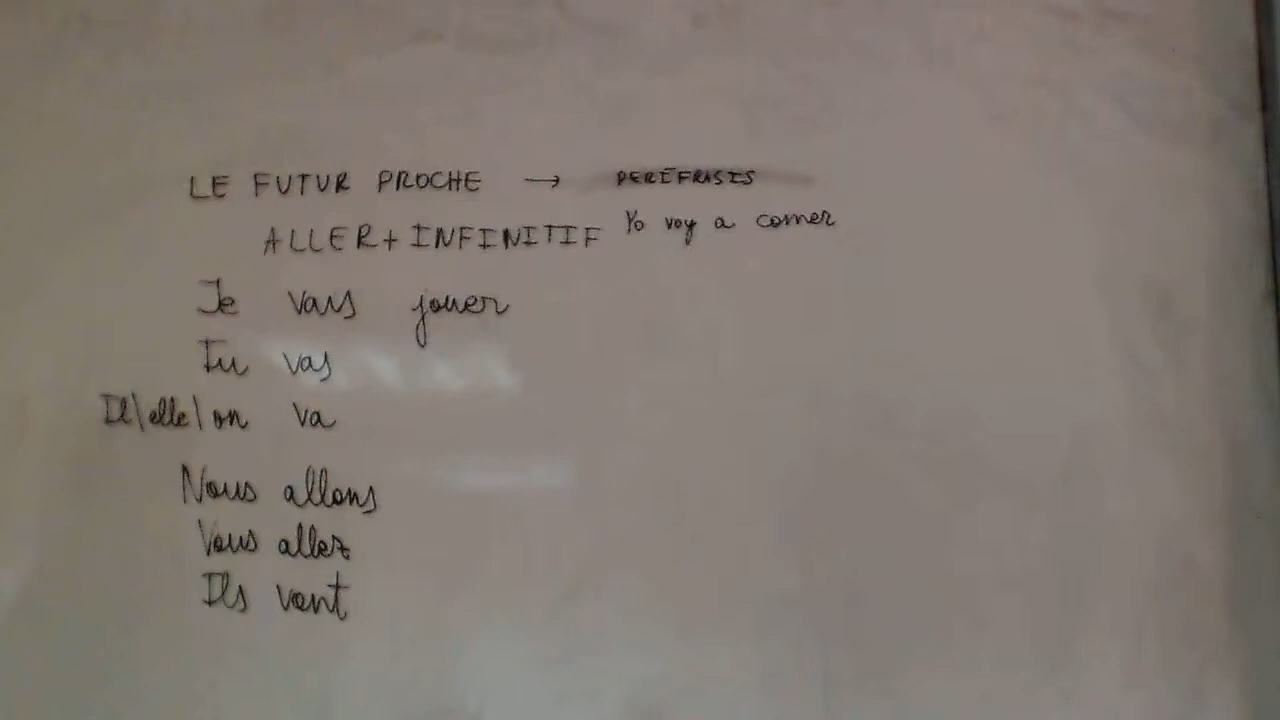 LE FUTUR PROCHE → PERÍFRASIS
ALLER + INFINITIF Yo voy a comer
Je vais jouer
Tu vas
Il\elle\on va
Nous allons
Vous allez
Ils vont